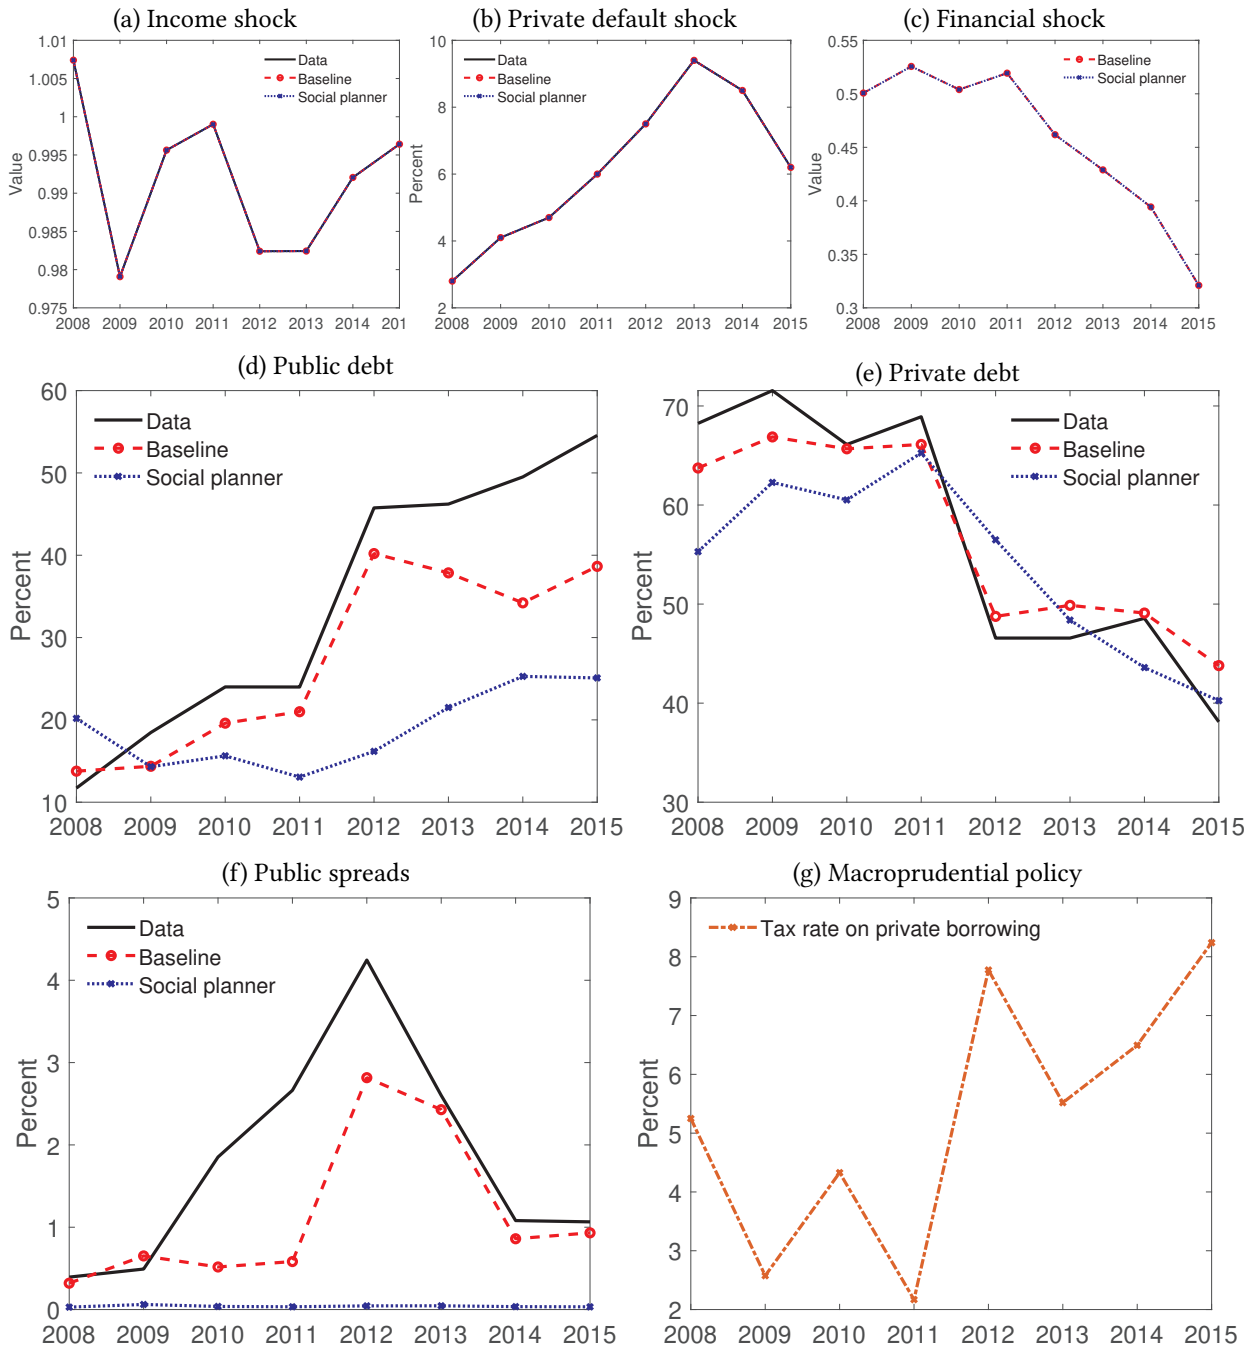 (a) Income shock
1.01
1.005
1
0.995
0.99
0.985
0.98
0.975
Value
Data
Baseline
Social planner
2008 2009 2010 2011 2012 2013 2014 201
(b) Private default shock
10
8
6
4
2
Percent
Data
Baseline
Social planner
2008 2009 2010 2011 2012 2013 2014 2015
(c) Financial shock
0.55
0.5
0.45
0.4
0.35
0.3
Value
Baseline
Social planner
2008 2009 2010 2011 2012 2013 2014 2015
(d) Public debt
60
50
40
30
20
10
Percent
Data
Baseline
Social planner
2008 2009 2010 2011 2012 2013 2014 2015
(e) Private debt
70
60
50
40
30
Percent
Data
Baseline
Social planner
2008 2009 2010 2011 2012 2013 2014 2015
(f) Public spreads
5
4
3
2
1
0
Percent
Data
Baseline
Social planner
2008 2009 2010 2011 2012 2013 2014 2015
(g) Macroprudential policy
9
8
7
6
5
4
3
2
Percent
Tax rate on private borrowing
2008 2009 2010 2011 2012 2013 2014 2015